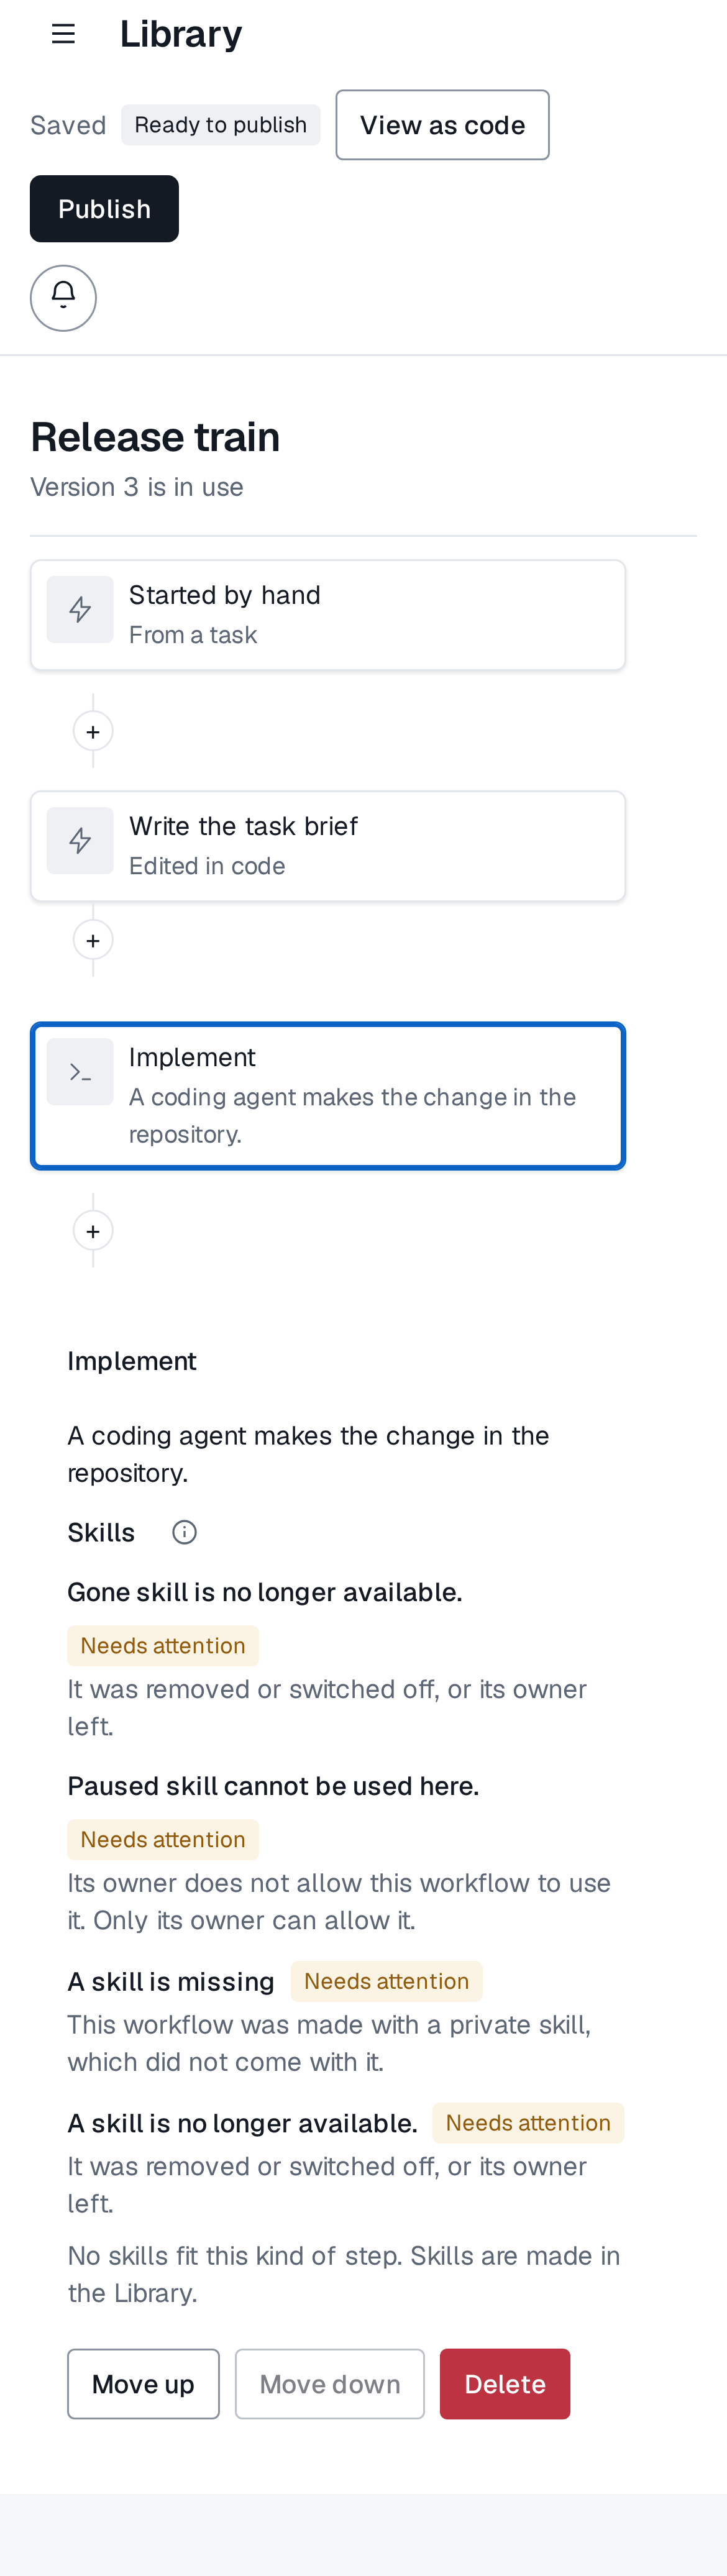 Library
Saved
Ready to publish
View as code
Publish
Release train
Version 3 is in use
Started by hand
From a task
+
Write the task brief
Edited in code
+
Implement
A coding agent makes the change in the
repository.
+
Implement
A coding agent makes the change in the
repository.
Skills
Gone skill is no longer available.
Needs attention
It was removed or switched off, or its owner
left.
Paused skill cannot be used here.
Needs attention
Its owner does not allow this workflow to use
it. Only its owner can allow it.
A skill is missing
Needs attention
This workflow was made with a private skill,
which did not come with it.
A skill is no longer available.
Needs attention
It was removed or switched off, or its owner
left.
No skills fit this kind of step. Skills are made in
the Library.
Move up
Move down
Delete